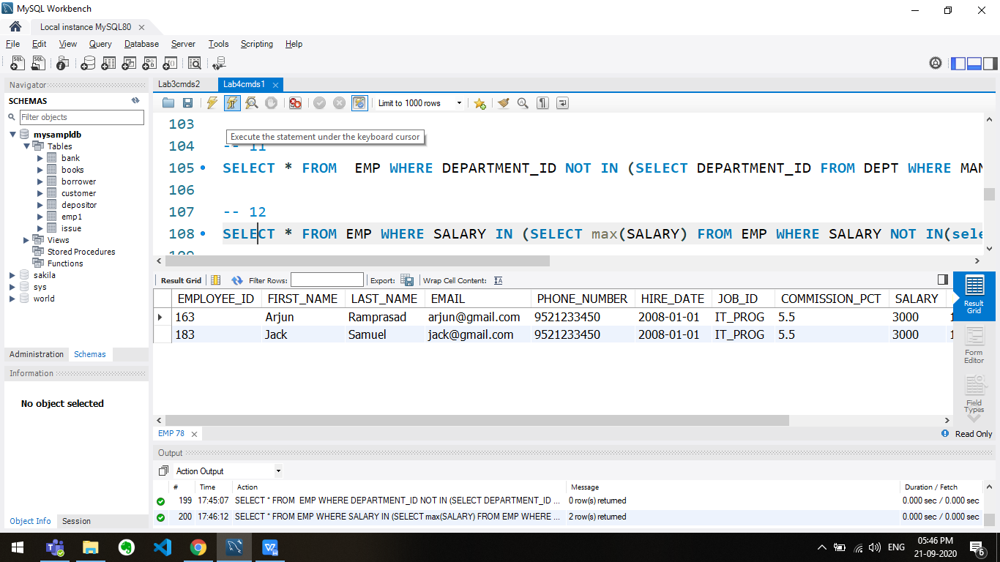 MySQL Workbench
Local instance MySQL80
File Edit View Query Database Server Tools Scripting Help
Navigator
SCHEMAS
Filter objects
mysampldb
Tables
bank
books
borrower
customer
depositor
emp1
issue
Views
Stored Procedures
Functions
sakila
sys
world
Administration Schemas
Information
No object selected
Object Info Session
Lab3cmds2 Lab4cmds1
Limit to 1000 rows
Execute the statement under the keyboard cursor
103
104 -- 11
105 SELECT * FROM  EMP WHERE DEPARTMENT_ID NOT IN (SELECT DEPARTMENT_ID FROM DEPT WHERE MAN
106
107 -- 12
108 SELECT * FROM EMP WHERE SALARY IN (SELECT max(SALARY) FROM EMP WHERE SALARY NOT IN(sele
109
Result Grid Filter Rows: Export: Wrap Cell Content:
EMPLOYEE_ID FIRST_NAME LAST_NAME EMAIL PHONE_NUMBER HIRE_DATE JOB_ID COMMISSION_PCT SALARY
163 Arjun Ramprasad arjun@gmail.com 9521233450 2008-01-01 IT_PROG 5.5 3000
183 Jack Samuel jack@gmail.com 9521233450 2008-01-01 IT_PROG 5.5 3000
Result Grid
Form Editor
Field Types
EMP 78
Read Only
Output
Action Output
# Time Action Message Duration / Fetch
199 17:45:07 SELECT * FROM  EMP WHERE DEPARTMENT_ID NOT IN (SELECT DEPARTMENT_ID ... 0 row(s) returned 0.000 sec / 0.000 sec
200 17:46:12 SELECT * FROM EMP WHERE SALARY IN (SELECT max(SALARY) FROM EMP WHERE ... 2 row(s) returned 0.000 sec / 0.000 sec
ENG
05:46 PM
21-09-2020
6